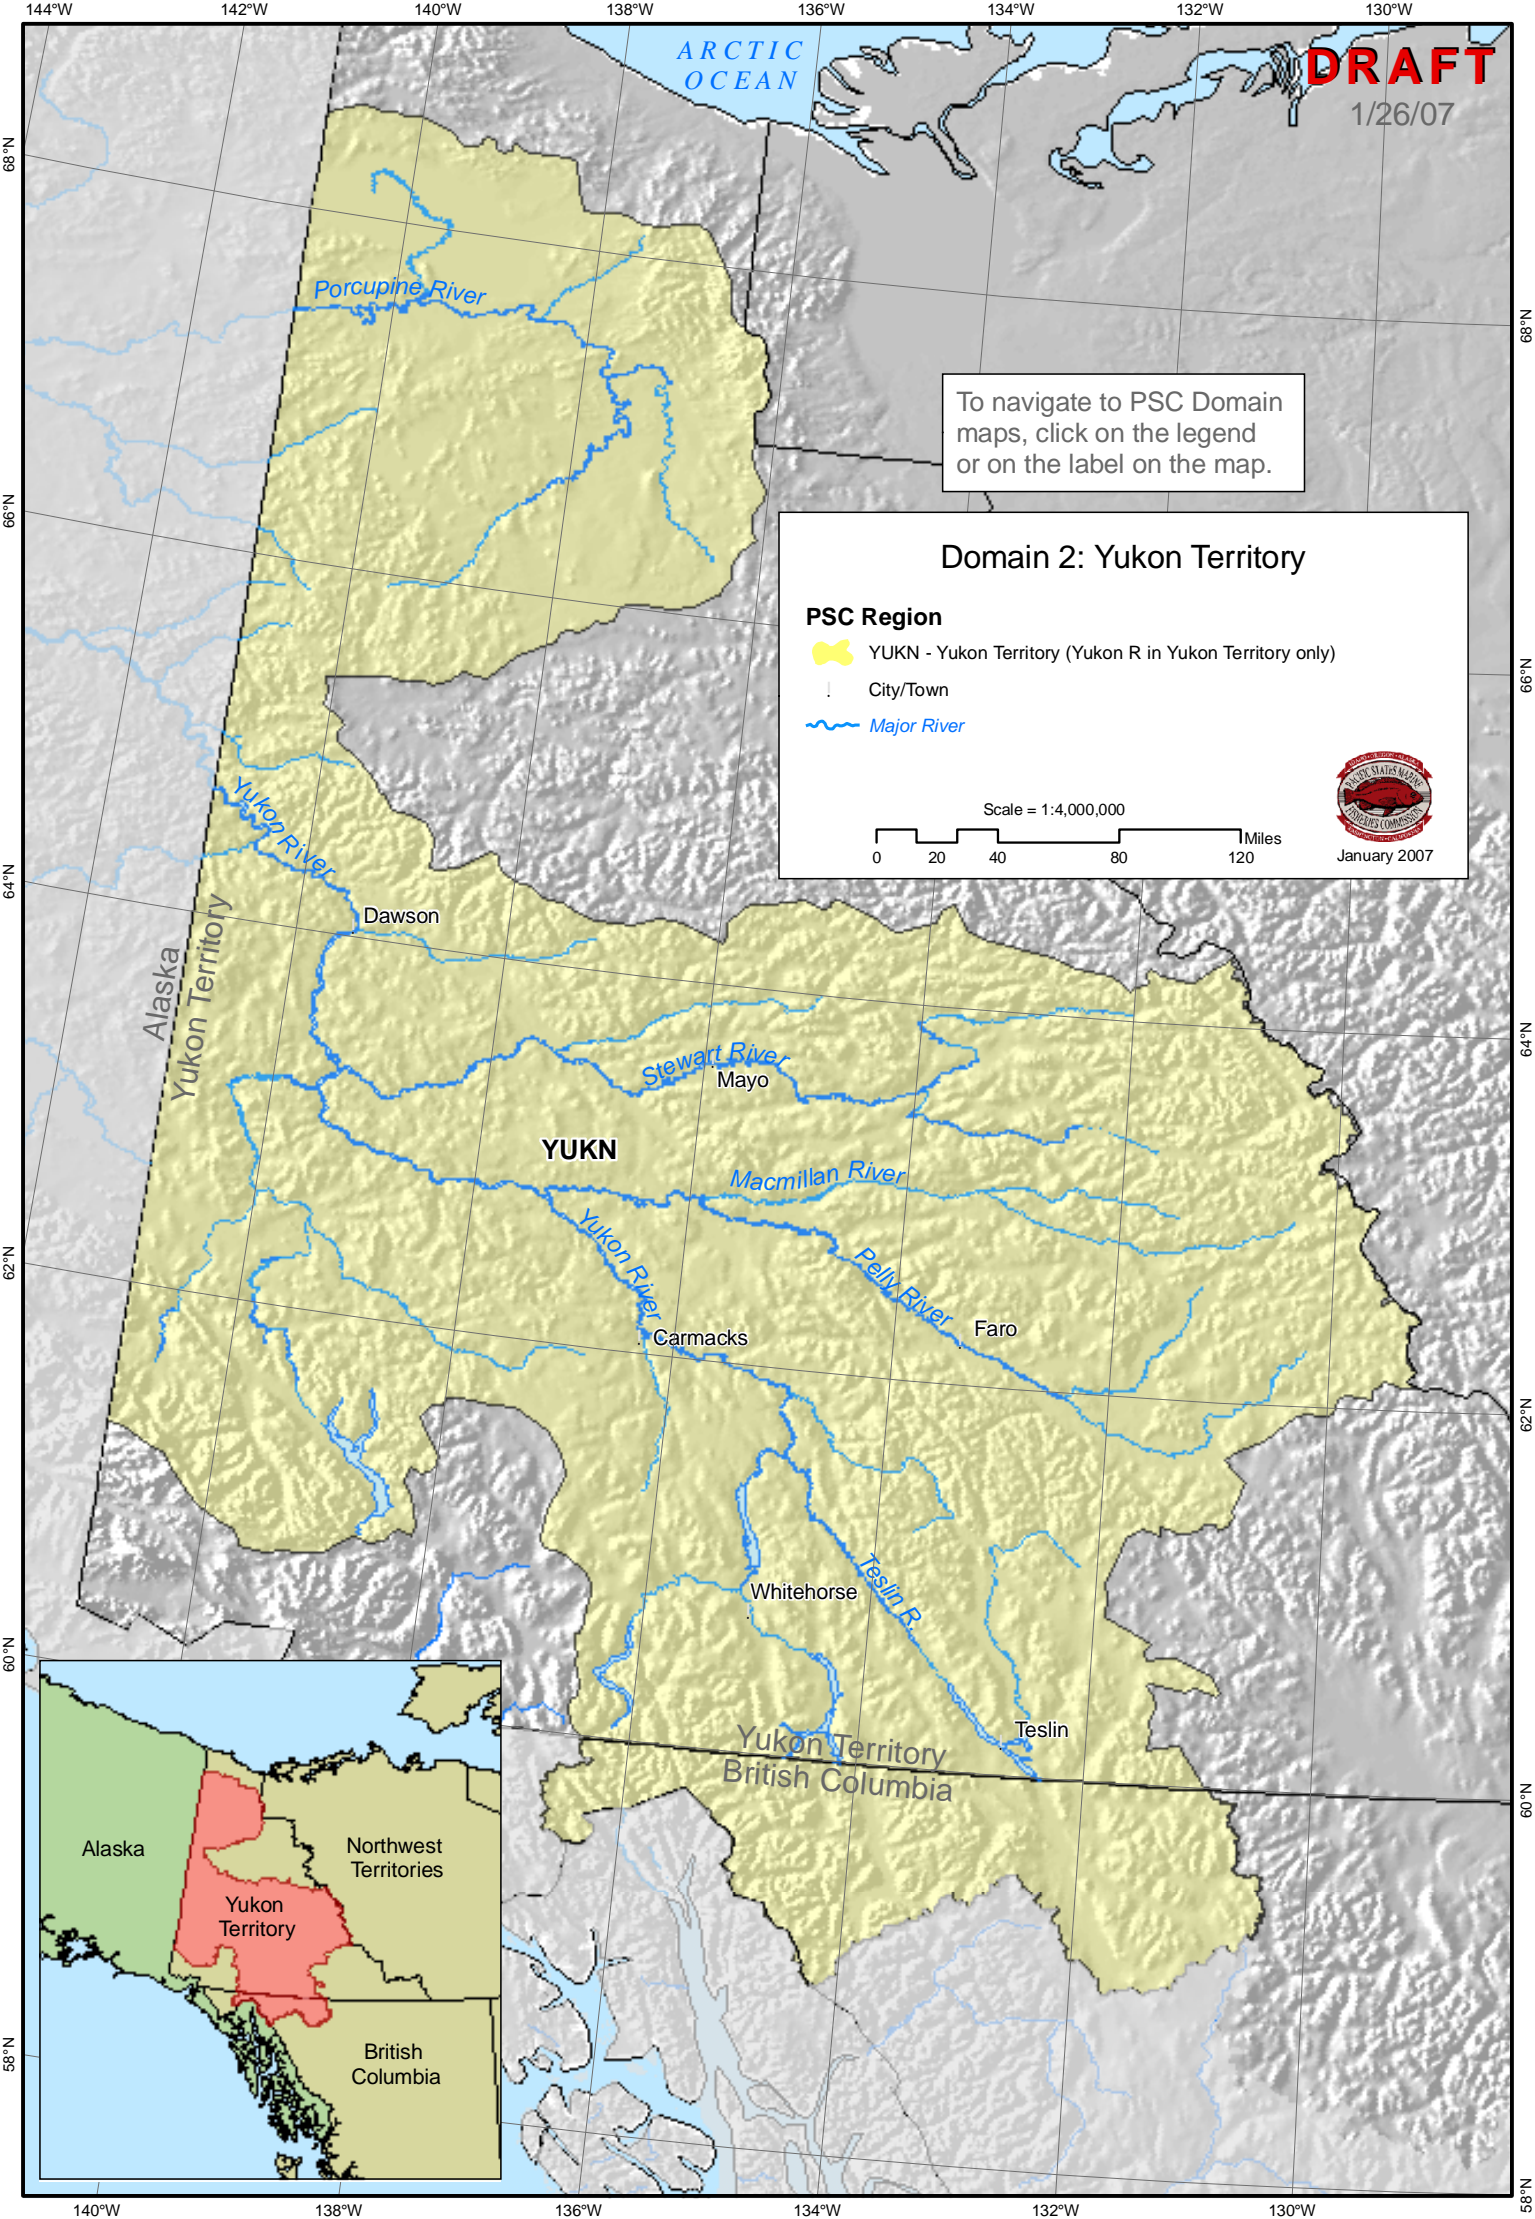 144°W 142°W 140°W 138°W 136°W 134°W 132°W 130°W
ARCTIC
OCEAN
DRAFT
1/26/07
68°N
68°N
Porcupine River
To navigate to PSC Domain
maps, click on the legend
or on the label on the map.
66°N
66°N
Domain 2: Yukon Territory
PSC Region
YUKN - Yukon Territory (Yukon R in Yukon Territory only)
City/Town
Major River
Scale = 1:4,000,000
Miles
0 20 40 80 120
PACIFIC STATES MARINE
FISHERIES COMMISSION
January 2007
Yukon River
64°N
64°N
Dawson
Alaska
Yukon Territory
Stewart River
Mayo
YUKN
Macmillan River
Yukon River
Pelly River
62°N
62°N
Carmacks
Faro
Whitehorse
Teslin R.
Teslin
60°N
60°N
Yukon Territory
British Columbia
Alaska
Northwest
Territories
Yukon
Territory
British
Columbia
58°N
58°N
140°W 138°W 136°W 134°W 132°W 130°W